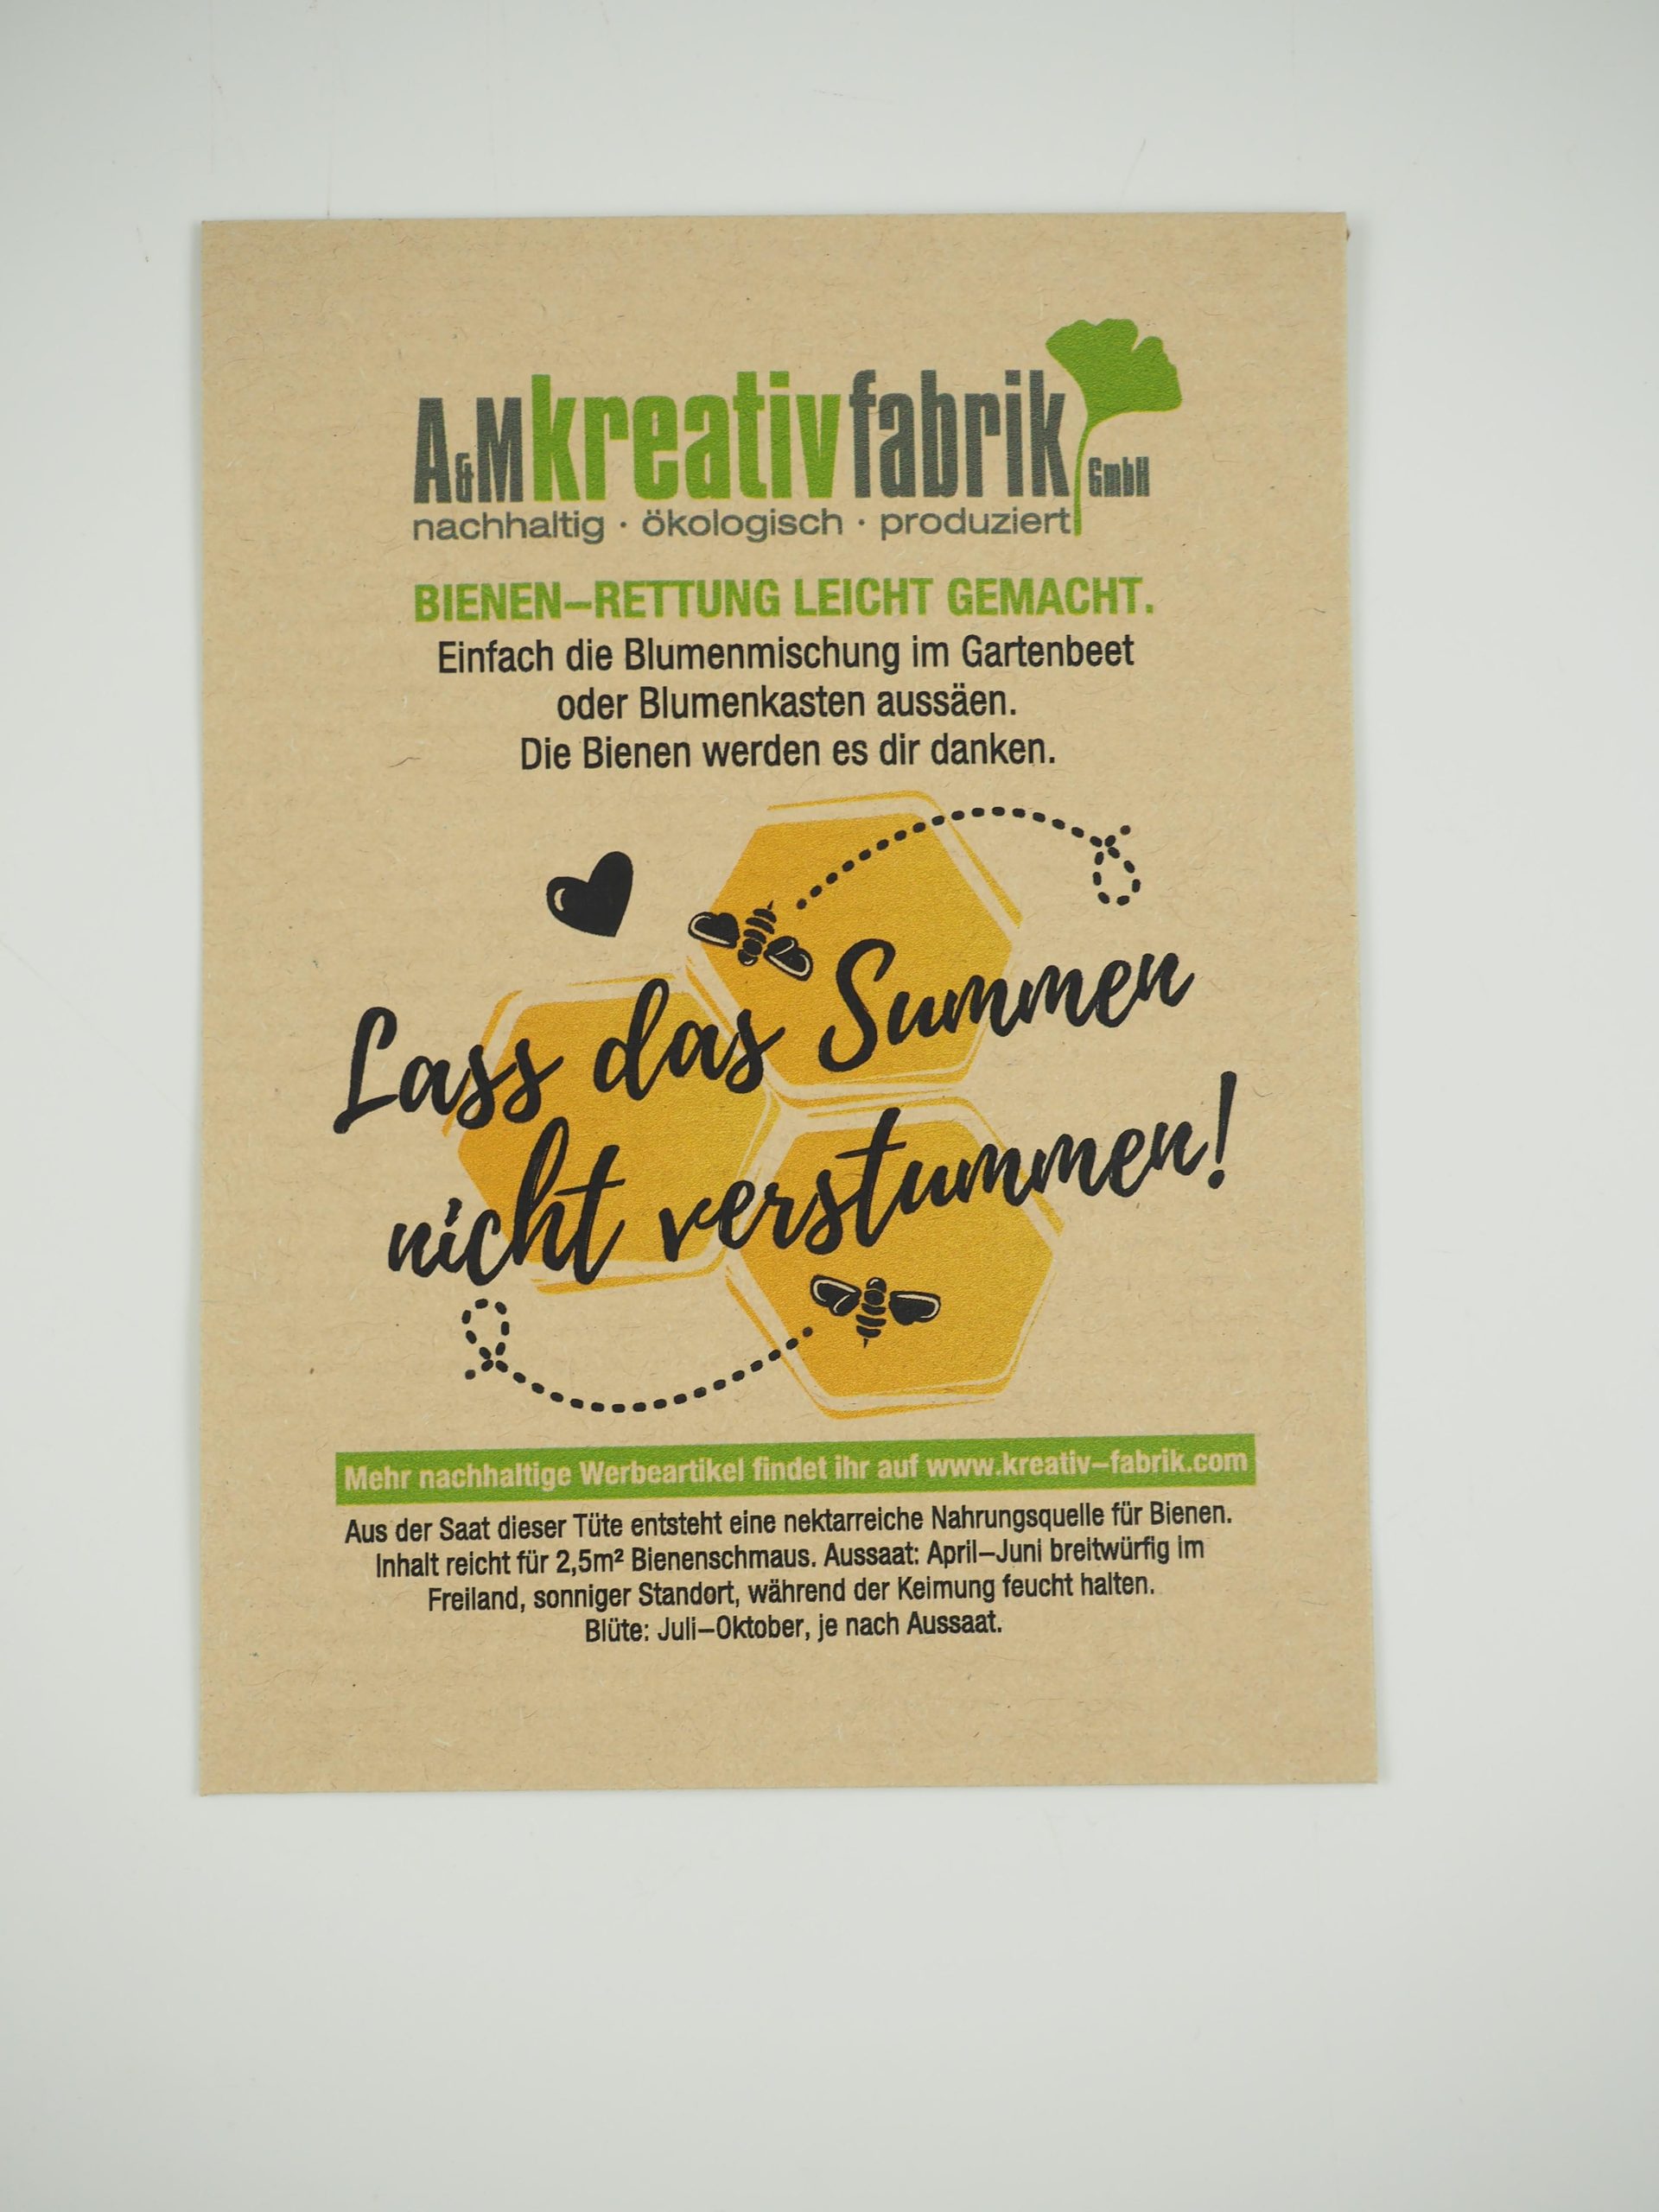 A&Mkreativfabrik GmbH
nachhaltig · ökologisch · produziert
BIENEN–RETTUNG LEICHT GEMACHT.
Einfach die Blumenmischung im Gartenbeet
oder Blumenkasten aussäen.
Die Bienen werden es dir danken.
Lass das Summen
nicht verstummen!
Mehr nachhaltige Werbeartikel findet ihr auf www.kreativ–fabrik.com
Aus der Saat dieser Tüte entsteht eine nektarreiche Nahrungsquelle für Bienen.
Inhalt reicht für 2,5m² Bienenschmaus. Aussaat: April–Juni breitwürfig im
Freiland, sonniger Standort, während der Keimung feucht halten.
Blüte: Juli–Oktober, je nach Aussaat.